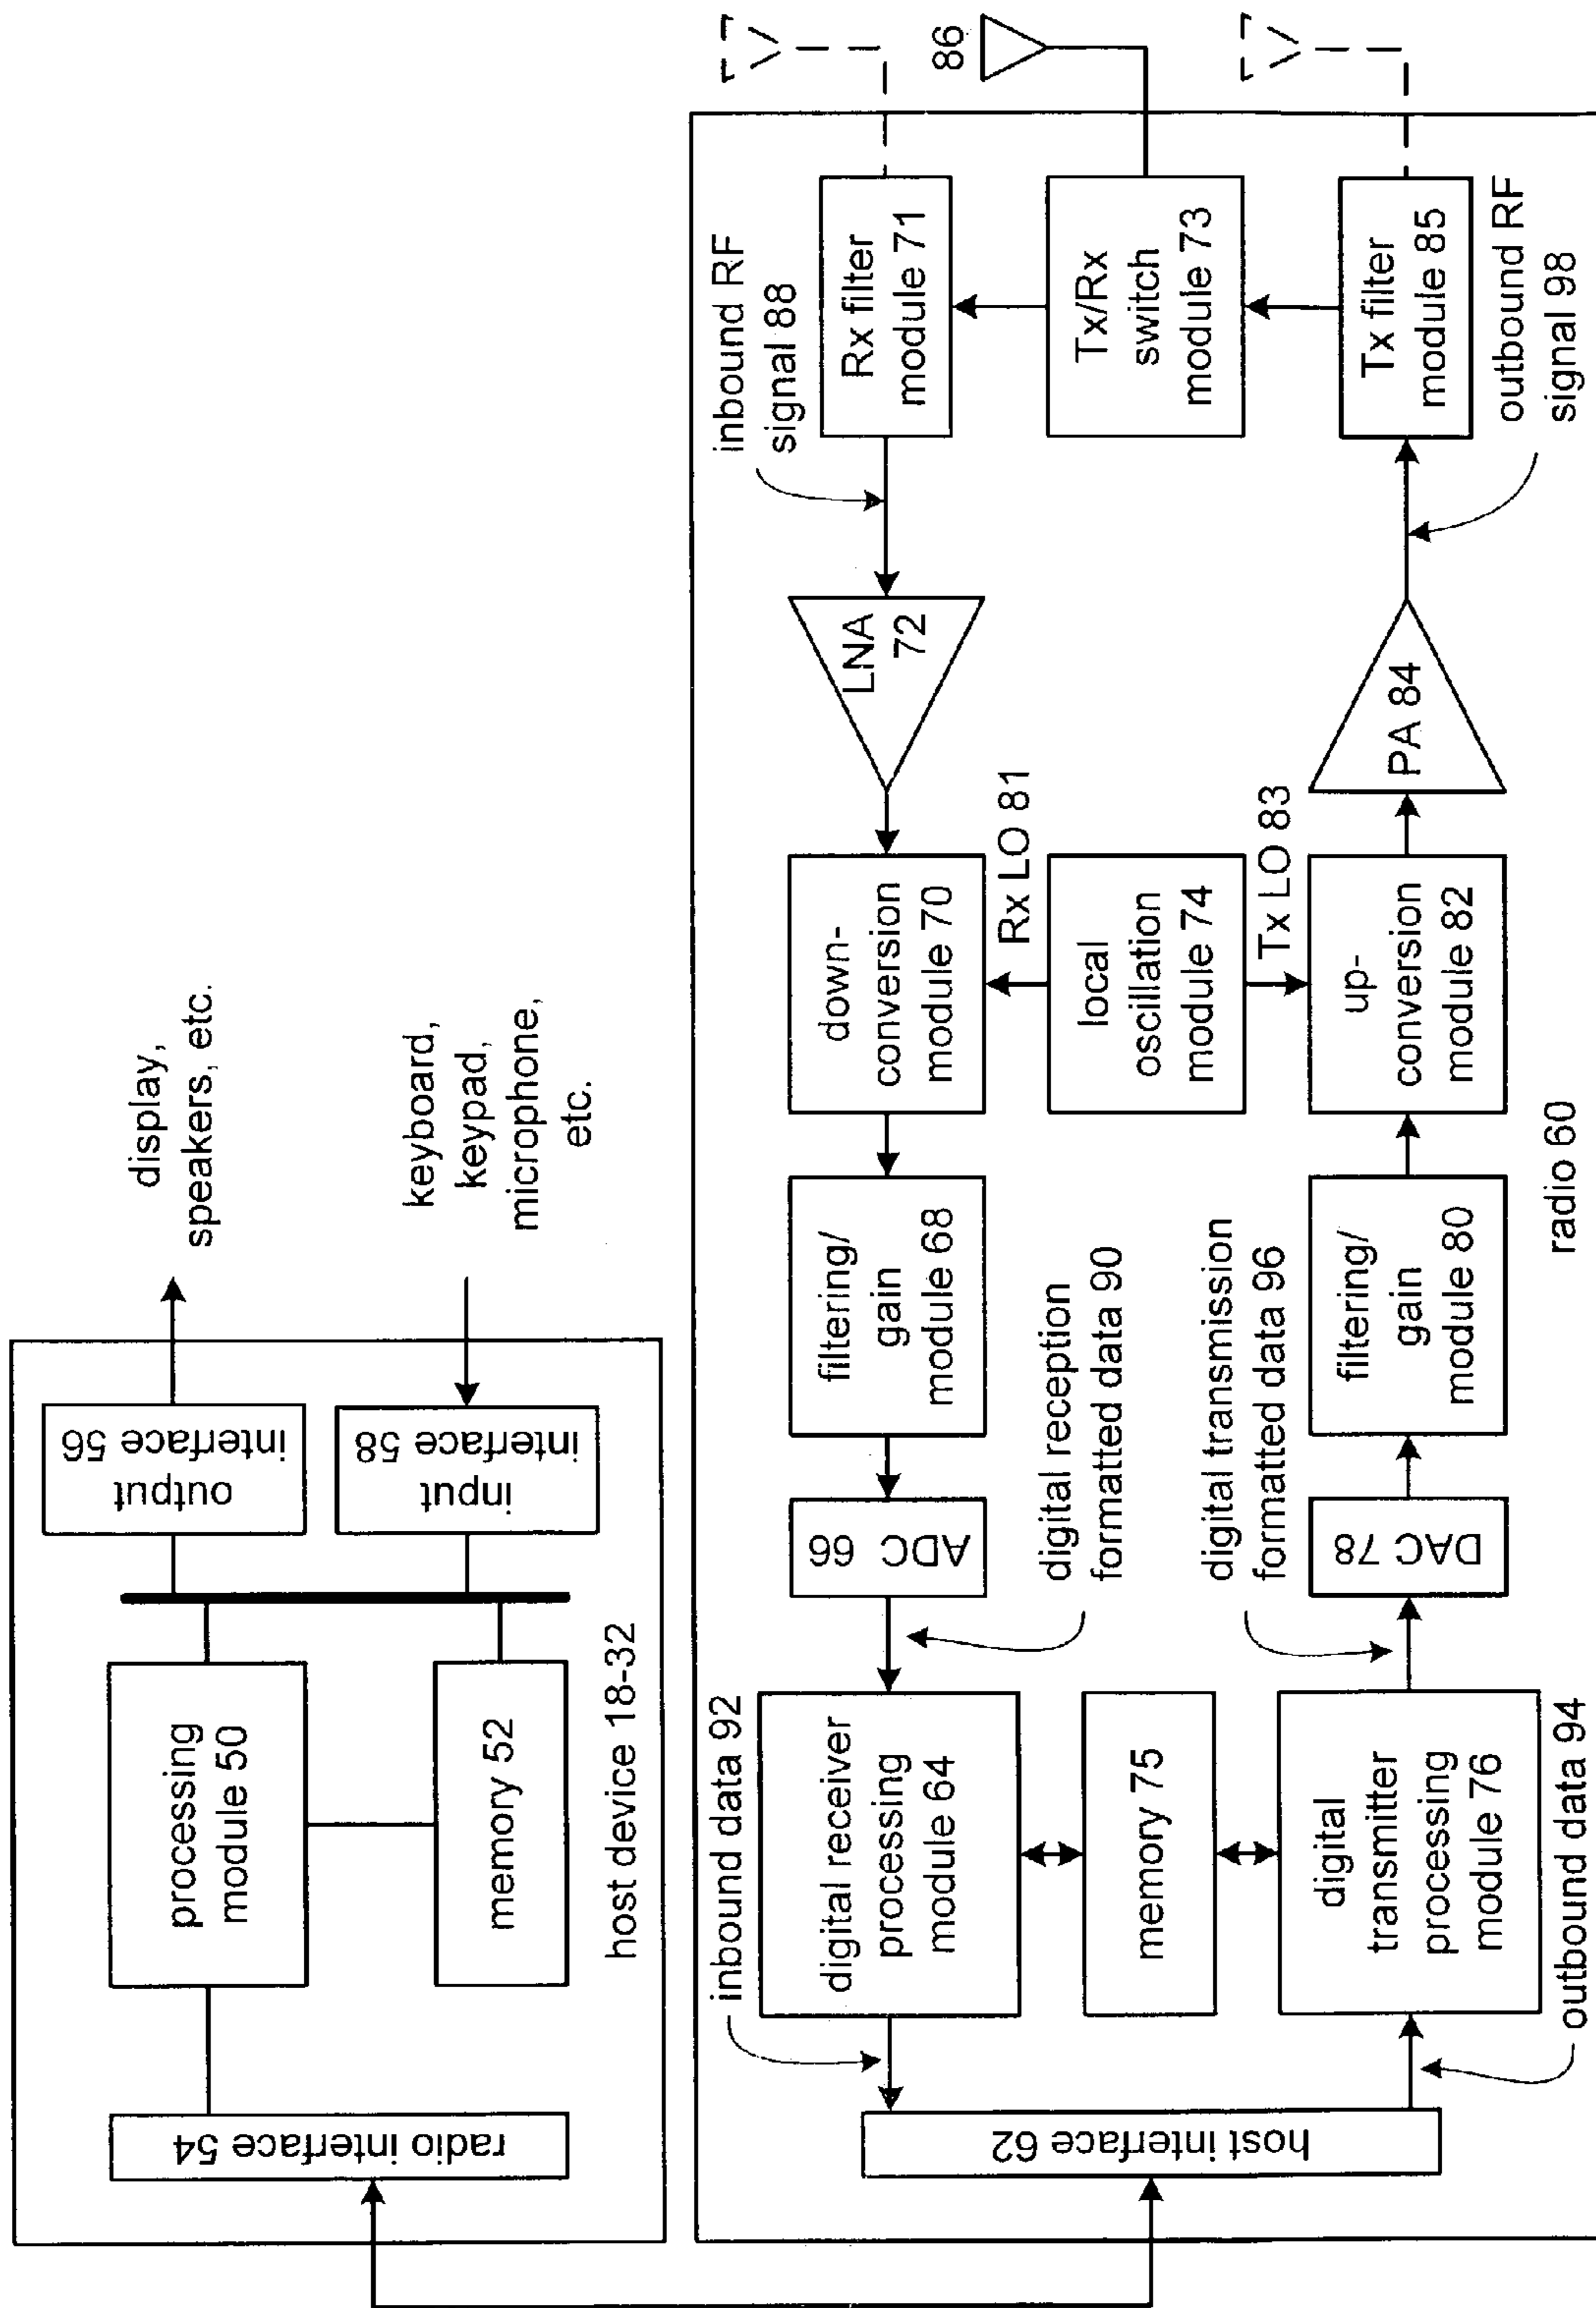 display,
speakers, etc.
keyboard,
keypad,
microphone,
etc.
output
interface 56
input
interface 58
processing
module 50
memory 52
radio interface 54
host device 18-32
86
inbound RF
signal 88
Rx filter
module 71
Tx/Rx
switch
module 73
Tx filter
module 85
outbound RF
signal 98
LNA
72
PA 84
down-
conversion
module 70
Rx LO 81
local
oscillation
module 74
Tx LO 83
up-
conversion
module 82
filtering/
gain
module 68
filtering/
gain
module 80
radio 60
ADC 66
digital reception
formatted data 90
digital transmission
formatted data 96
DAC 78
inbound data 92
digital receiver
processing
module 64
memory 75
digital
transmitter
processing
module 76
outbound data 94
host interface 62